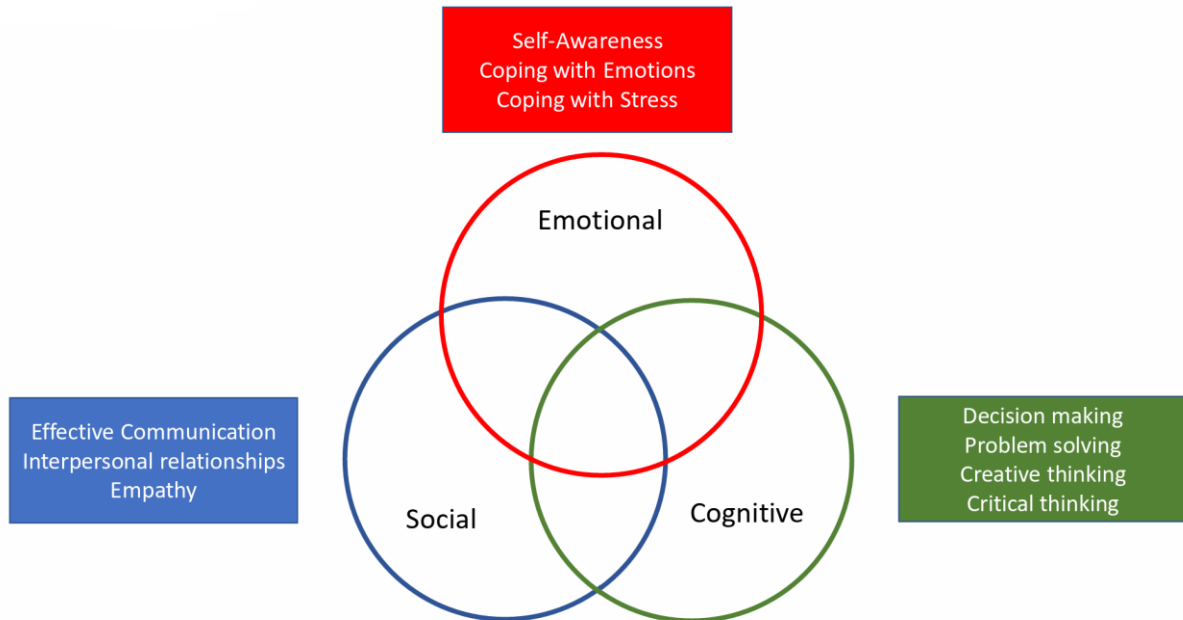 Self-Awareness
Coping with Emotions
Coping with Stress
Emotional
Effective Communication
Interpersonal relationships
Empathy
Social
Cognitive
Decision making
Problem solving
Creative thinking
Critical thinking